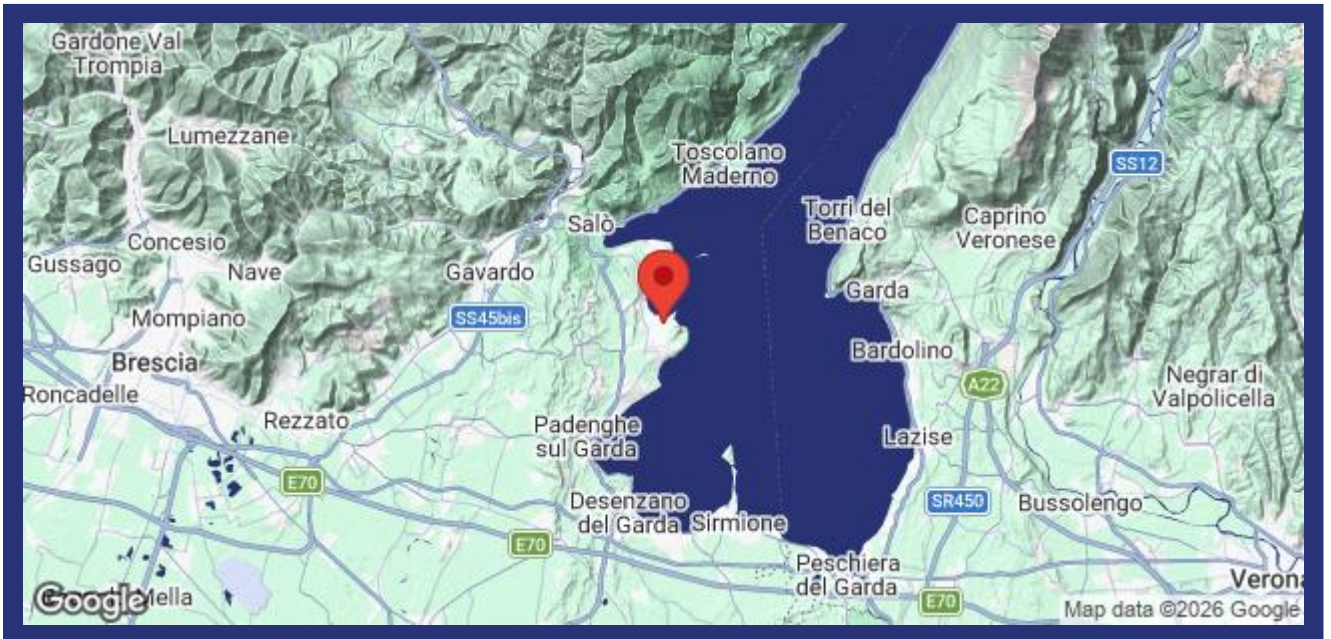 Gardone Val
Trompia
Lumezzane
Toscolano
Maderno
SS12
Torri del
Benaco
Caprino
Veronese
Salò
Concesio
Gussago
Nave
Gavardo
Garda
Mompiano
SS45bis
Brescia
Bardolino
Roncadelle
A22
Negrar di
Valpolicella
Rezzato
Padenghe
sul Garda
Lazise
E70
Desenzano
del Garda
Sirmione
SR450
Bussolengo
E70
Peschiera
del Garda
E70
Verona
Google
Mella
Map data ©2026 Google